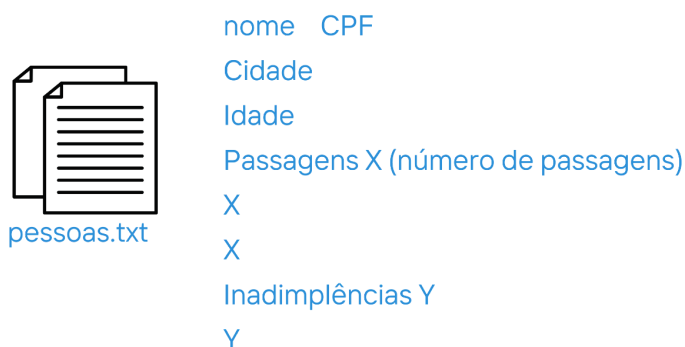 nome CPF
Cidade
Idade
Passagens X (número de passagens)
X
X
Inadimplências Y
Y
pessoas.txt